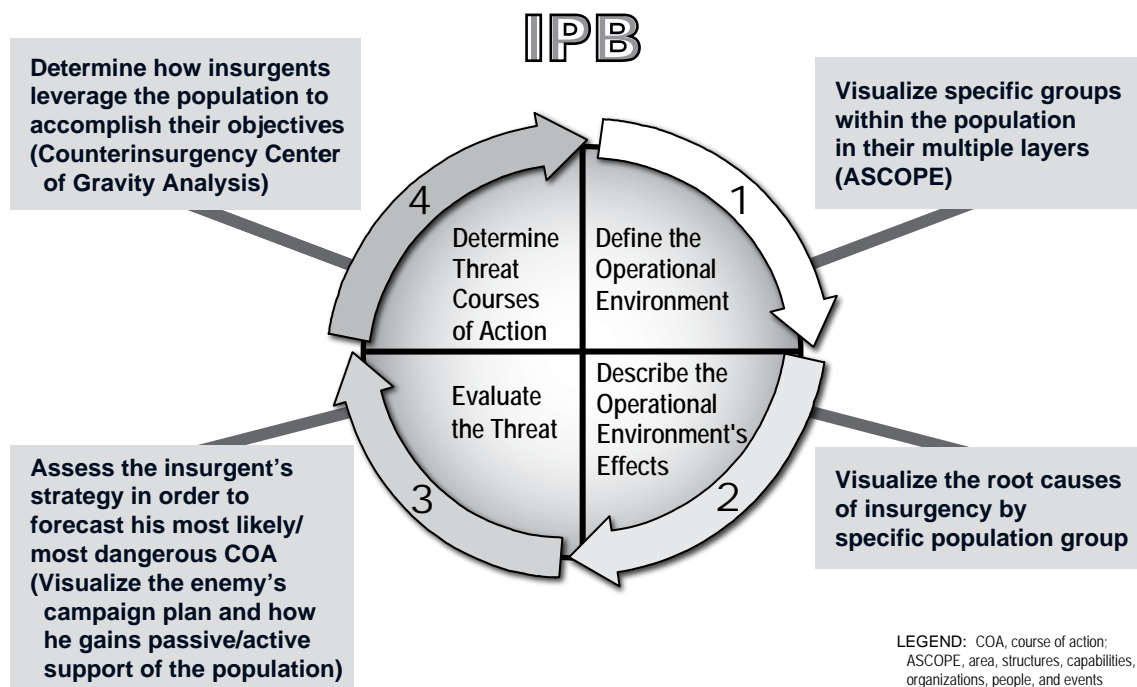 IPB
Determine how insurgents
leverage the population to
accomplish their objectives
(Counterinsurgency Center
of Gravity Analysis)
Visualize specific groups
within the population
in their multiple layers
(ASCOPE)
4
1
Determine
Threat
Courses
of Action
Define the
Operational
Environment
Evaluate
the Threat
Describe the
Operational
Environment's
Effects
3
2
Assess the insurgent’s
strategy in order to
forecast his most likely/
most dangerous COA
(Visualize the enemy’s
campaign plan and how
he gains passive/active
support of the population)
Visualize the root causes
of insurgency by
specific population group
LEGEND: COA, course of action;
ASCOPE, area, structures, capabilities,
organizations, people, and events